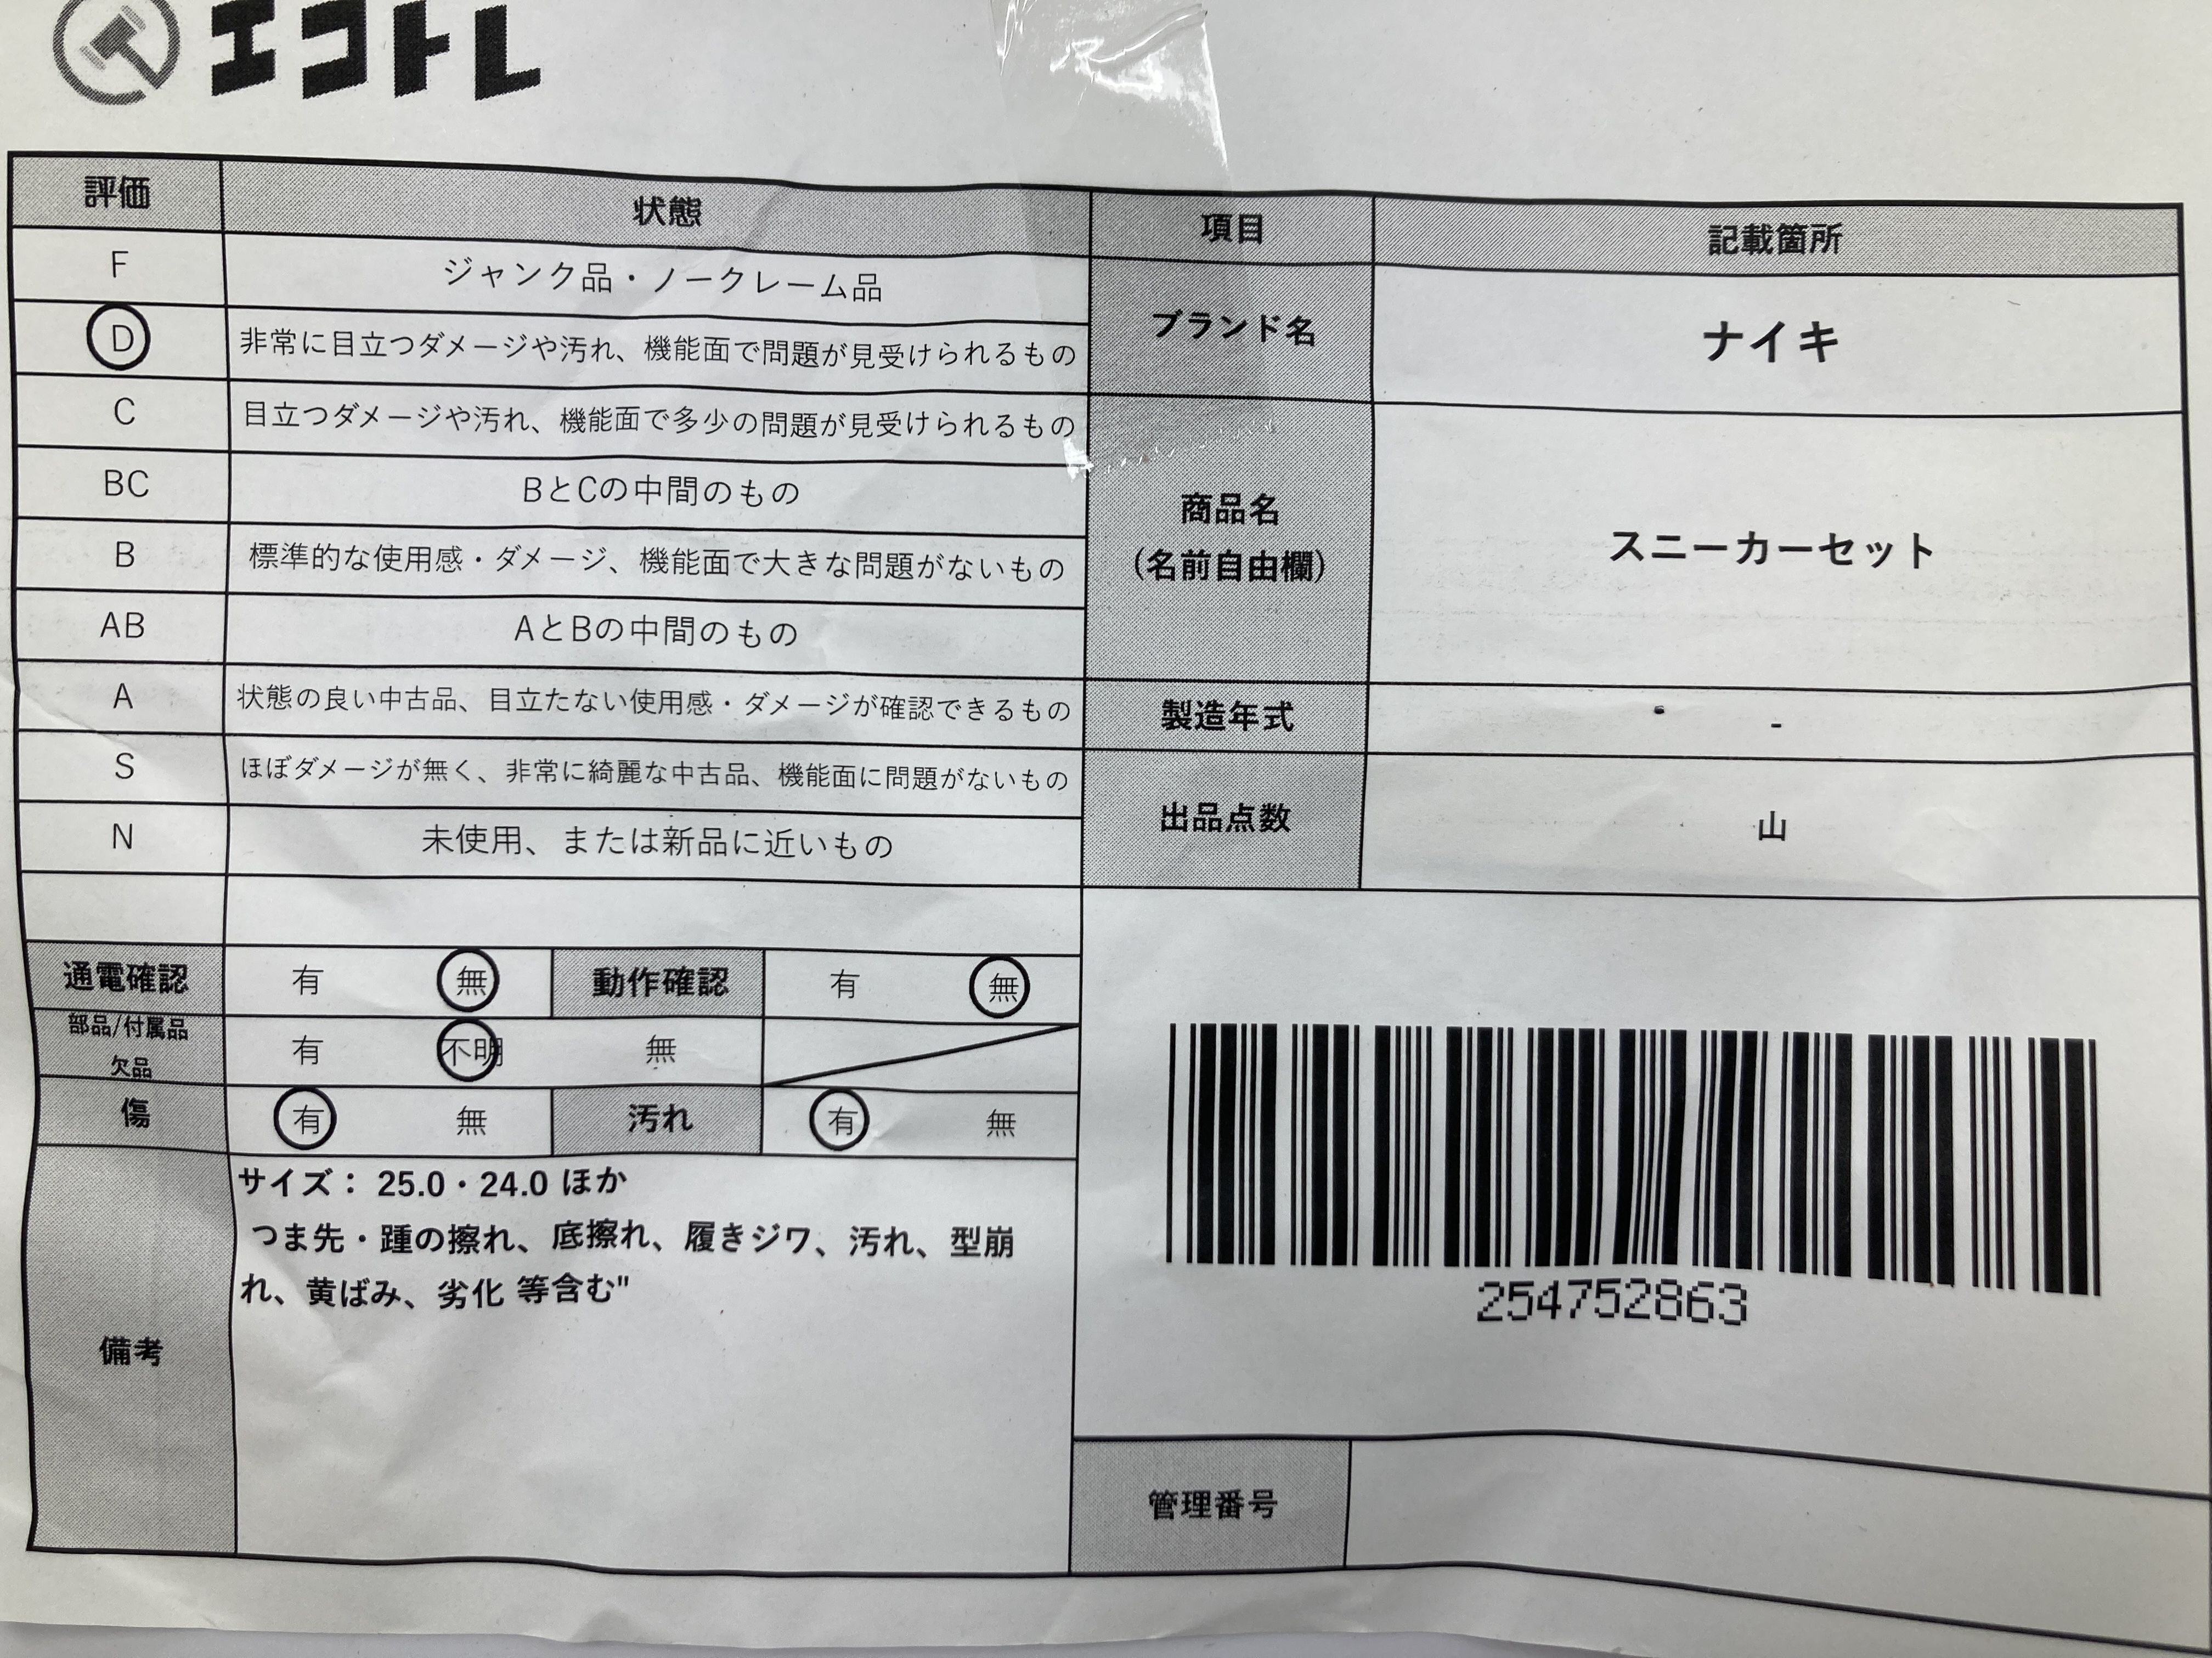 エコトレ
評価 状態
F ジャンク品・ノークレーム品
D 非常に目立つダメージや汚れ、機能面で問題が見受けられるもの
C 目立つダメージや汚れ、機能面で多少の問題が見受けられるもの
BC BとCの中間のもの
B 標準的な使用感・ダメージ、機能面で大きな問題がないもの
AB AとBの中間のもの
A 状態の良い中古品、目立たない使用感・ダメージが確認できるもの
S ほぼダメージが無く、非常に綺麗な中古品、機能面に問題がないもの
N 未使用、または新品に近いもの
通電確認 有 無 動作確認 有 無
部品/付属品
欠品
有 不明 無
傷 有 無 汚れ 有 無
備考
サイズ： 25.0・24.0 ほか
つま先・踵の擦れ、底擦れ、履きジワ、汚れ、型崩
れ、黄ばみ、劣化 等含む"
項目 記載箇所
ブランド名 ナイキ
商品名
(名前自由欄)
スニーカーセット
製造年式 -
出品点数 山
254752863
管理番号